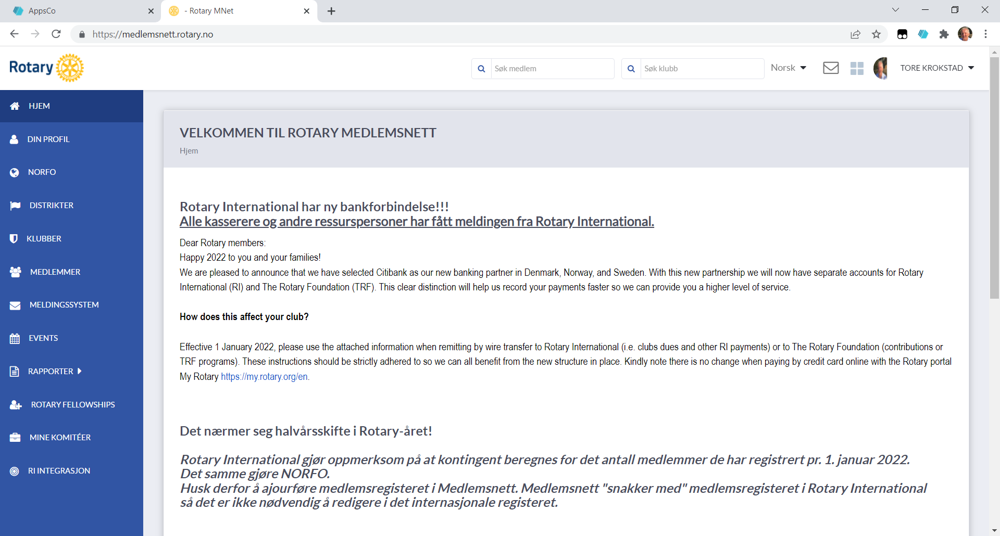 AppsCo
- Rotary MNet
https://medlemsnett.rotary.no
Rotary
Søk medlem
Søk klubb
Norsk
TORE KROKSTAD
HJEM
DIN PROFIL
NORFO
DISTRIKTER
KLUBBER
MEDLEMMER
MELDINGSSYSTEM
EVENTS
RAPPORTER
ROTARY FELLOWSHIPS
MINE KOMITÉER
RI INTEGRASJON
VELKOMMEN TIL ROTARY MEDLEMSNETT
Hjem
Rotary International har ny bankforbindelse!!!
Alle kasserere og andre ressurspersoner har fått meldingen fra Rotary International.
Dear Rotary members:
Happy 2022 to you and your families!
We are pleased to announce that we have selected Citibank as our new banking partner in Denmark, Norway, and Sweden. With this new partnership we will now have separate accounts for Rotary
International (RI) and The Rotary Foundation (TRF). This clear distinction will help us record your payments faster so we can provide you a higher level of service.
How does this affect your club?
Effective 1 January 2022, please use the attached information when remitting by wire transfer to Rotary International (i.e. clubs dues and other RI payments) or to The Rotary Foundation (contributions or
TRF programs). These instructions should be strictly adhered to so we can all benefit from the new structure in place. Kindly note there is no change when paying by credit card online with the Rotary portal
My Rotary https://my.rotary.org/en.
Det nærmer seg halvårsskifte i Rotary-året!
Rotary International gjør oppmerksom på at kontingent beregnes for det antall medlemmer de har registrert pr. 1. januar 2022.
Det samme gjøre NORFO.
Husk derfor å ajourføre medlemsregisteret i Medlemsnett. Medlemsnett "snakker med" medlemsregisteret i Rotary International
så det er ikke nødvendig å redigere i det internasjonale registeret.